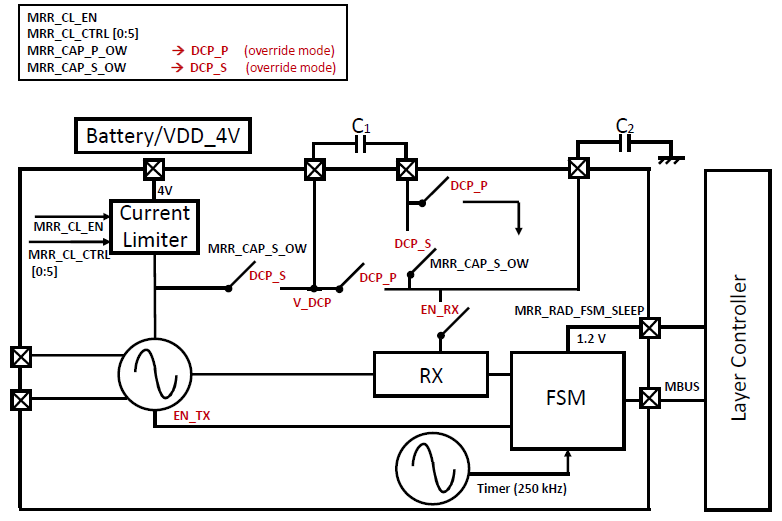 MRR_CL_EN
MRR_CL_CTRL [0:5]
MRR_CAP_P_OW → DCP_P (override mode)
MRR_CAP_S_OW → DCP_S (override mode)
Battery/VDD_4V
C1
C2
4V
Current
Limiter
MRR_CL_EN
MRR_CL_CTRL
[0:5]
MRR_CAP_S_OW
DCP_S
V_DCP
DCP_P
DCP_P
DCP_S
MRR_CAP_S_OW
EN_RX
MRR_RAD_FSM_SLEEP
1.2 V
RX
FSM
MBUS
EN_TX
Timer (250 kHz)
Layer Controller